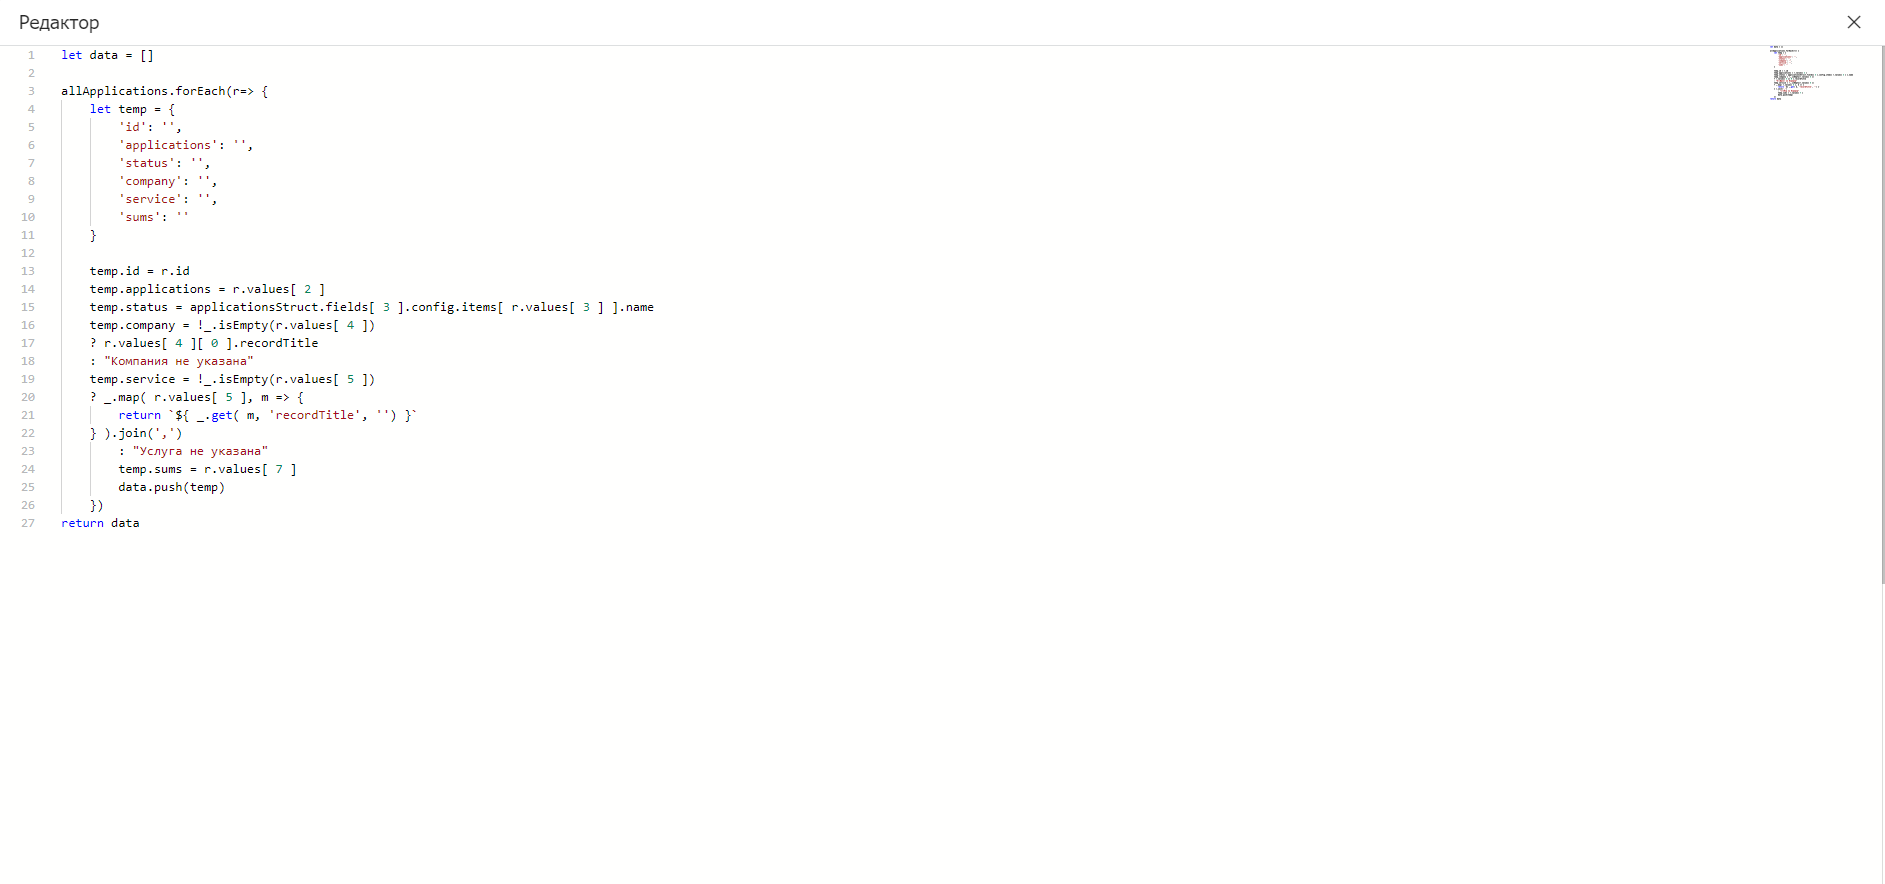 Редактор
1 let data = []
2
3 allApplications.forEach(r=> {
4 let temp = {
5 'id': '',
6 'applications': '',
7 'status': '',
8 'company': '',
9 'service': '',
10 'sums': ''
11 }
12
13 temp.id = r.id
14 temp.applications = r.values[ 2 ]
15 temp.status = applicationsStruct.fields[ 3 ].config.items[ r.values[ 3 ] ].name
16 temp.company = !_.isEmpty(r.values[ 4 ])
17 ? r.values[ 4 ][ 0 ].recordTitle
18 : "Компания не указана"
19 temp.service = !_.isEmpty(r.values[ 5 ])
20 ? _.map( r.values[ 5 ], m => {
21 return `${ _.get( m, 'recordTitle', '') }`
22 } ).join(',')
23 : "Услуга не указана"
24 temp.sums = r.values[ 7 ]
25 data.push(temp)
26 })
27 return data